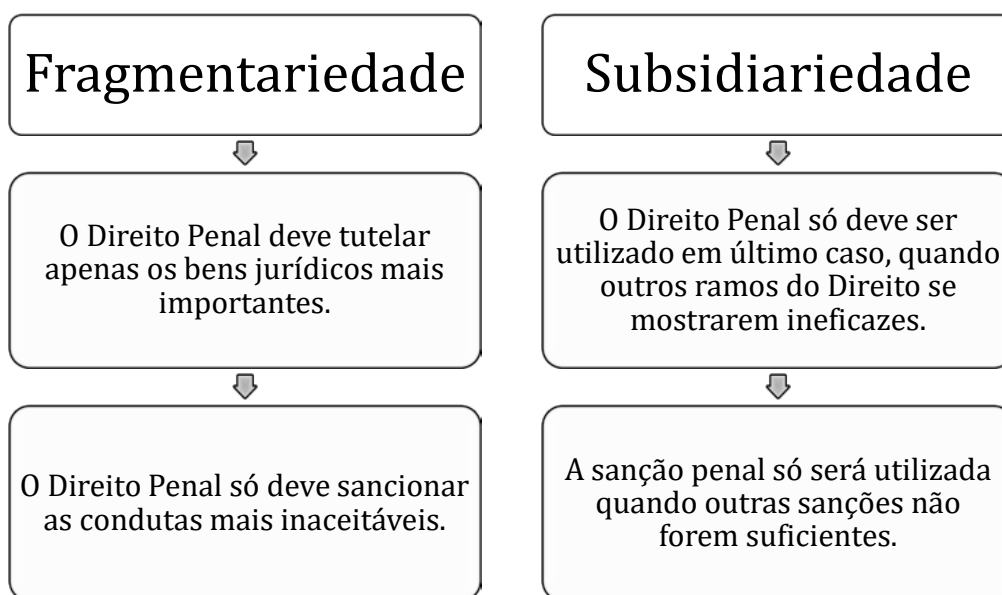 Fragmentariedade
O Direito Penal deve tutelar
apenas os bens jurídicos mais
importantes.
O Direito Penal só deve sancionar
as condutas mais inaceitáveis.
Subsidiariedade
O Direito Penal só deve ser
utilizado em último caso, quando
outros ramos do Direito se
mostrarem ineficazes.
A sanção penal só será utilizada
quando outras sanções não
forem suficientes.